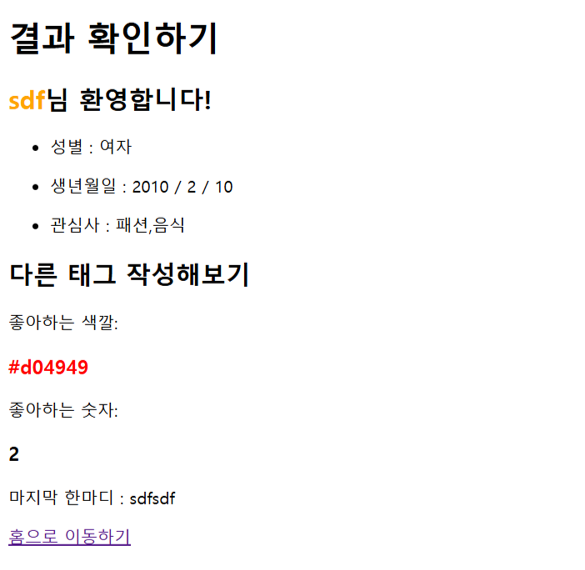 결과 확인하기
sdf님 환영합니다!
성별 : 여자
생년월일 : 2010 / 2 / 10
관심사 : 패션,음식
다른 태그 작성해보기
좋아하는 색깔:
#d04949
좋아하는 숫자:
2
마지막 한마디 : sdfsdf
홈으로 이동하기